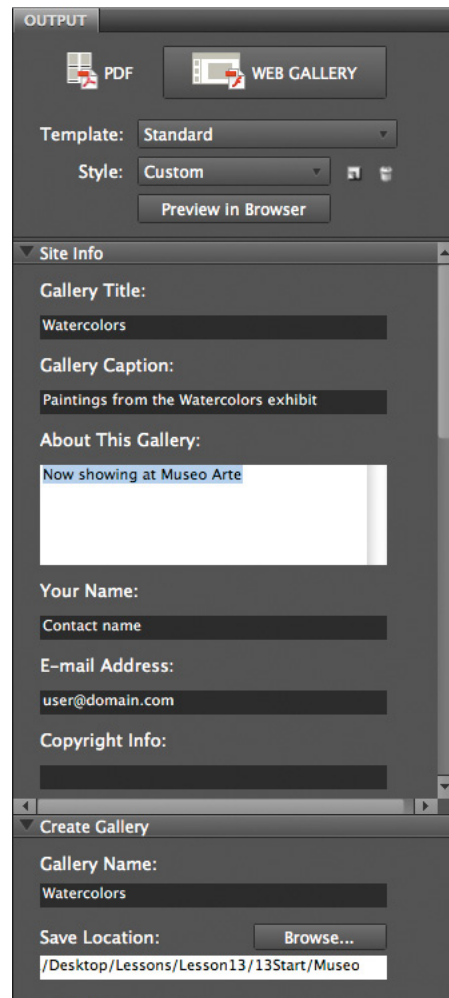 OUTPUT
PDF WEB GALLERY
Template: Standard
Style: Custom
Preview in Browser
Site Info
Gallery Title:
Watercolors
Gallery Caption:
Paintings from the Watercolors exhibit
About This Gallery:
Now showing at Museo Arte
Your Name:
Contact name
E-mail Address:
user@domain.com
Copyright Info:
Create Gallery
Gallery Name:
Watercolors
Save Location: Browse...
/Desktop/Lessons/Lesson13/13Start/Museo